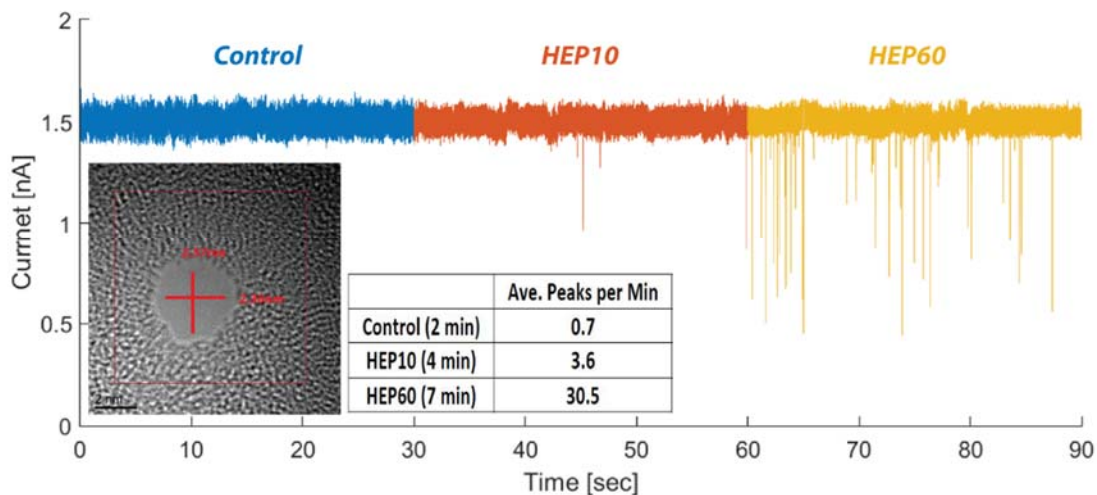 2
1.5
1
0.5
0
Currnet [nA]
Control
HEP10
HEP60
2 nm
Ave. Peaks per Min
Control (2 min) 0.7
HEP10 (4 min) 3.6
HEP60 (7 min) 30.5
0 10 20 30 40 50 60 70 80 90
Time [sec]